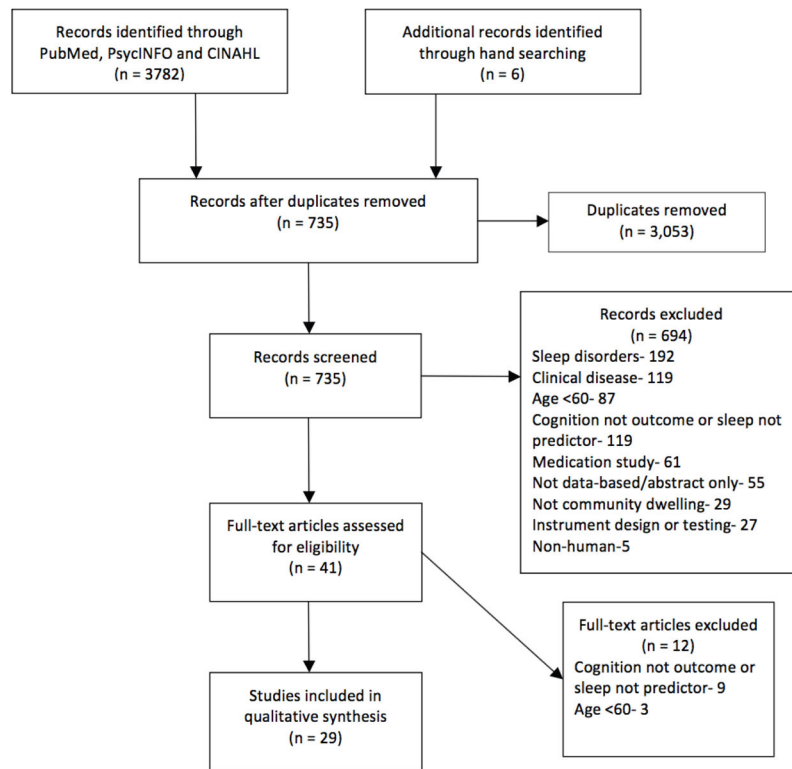 Records identified through
PubMed, PsycINFO and CINAHL
(n = 3782)
Additional records identified
through hand searching
(n = 6)
Records after duplicates removed
(n = 735)
Duplicates removed
(n = 3,053)
Records screened
(n = 735)
Records excluded
(n = 694)
Sleep disorders- 192
Clinical disease- 119
Age <60- 87
Cognition not outcome or sleep not
predictor- 119
Medication study- 61
Not data-based/abstract only- 55
Not community dwelling- 29
Instrument design or testing- 27
Non-human-5
Full-text articles assessed
for eligibility
(n = 41)
Full-text articles excluded
(n = 12)
Cognition not outcome or
sleep not predictor- 9
Age <60- 3
Studies included in
qualitative synthesis
(n = 29)